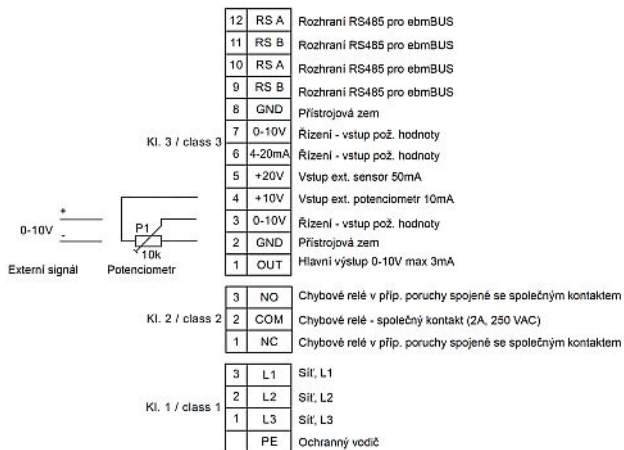 12 RS A Rozhraní RS485 pro ebmBUS
11 RS B Rozhraní RS485 pro ebmBUS
10 RS A Rozhraní RS485 pro ebmBUS
9 RS B Rozhraní RS485 pro ebmBUS
8 GND Přístrojová zem
Kl. 3 / class 3
7 0-10V Řízení - vstup pož. hodnoty
6 4-20mA Řízení - vstup pož. hodnoty
5 +20V Vstup ext. sensor 50mA
4 +10V Vstup ext. potenciometr 10mA
3 0-10V Řízení - vstup pož. hodnoty
2 GND Přístrojová zem
1 OUT Hlavní výstup 0-10V max 3mA
+
0-10V
-
Externí signál
P1
10k
Potenciometr
3 NO Chybové relé v příp. poruchy spojené se společným kontaktem
Kl. 2 / class 2
2 COM Chybové relé - společný kontakt (2A, 250 VAC)
1 NC Chybové relé v příp. poruchy spojené se společným kontaktem
3 L1 Síť, L1
Kl. 1 / class 1
2 L2 Síť, L2
1 L3 Síť, L3
PE Ochranný vodič